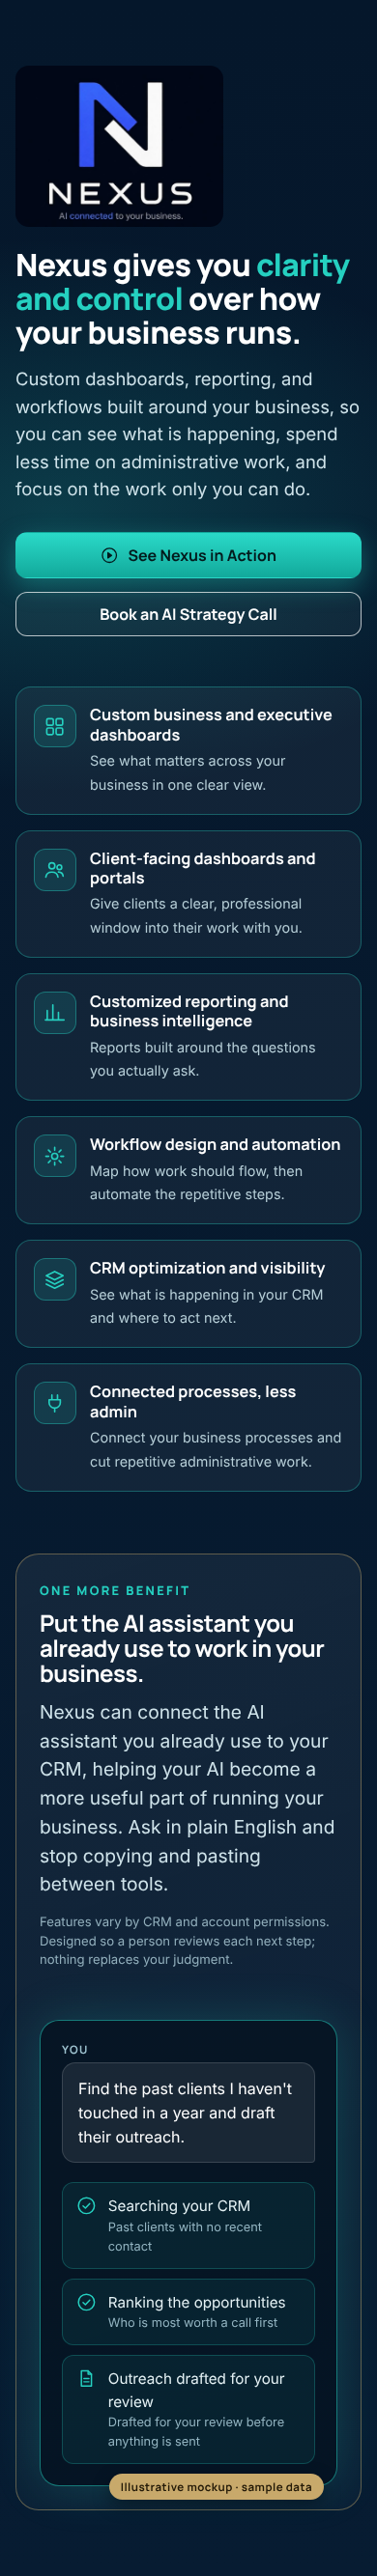 NEXUS
AI connected to your business.
Nexus gives you clarity
and control over how
your business runs.
Custom dashboards, reporting, and
workflows built around your business, so
you can see what is happening, spend
less time on administrative work, and
focus on the work only you can do.
See Nexus in Action
Book an AI Strategy Call
Custom business and executive
dashboards
See what matters across your
business in one clear view.
Client-facing dashboards and
portals
Give clients a clear, professional
window into their work with you.
Customized reporting and
business intelligence
Reports built around the questions
you actually ask.
Workflow design and automation
Map how work should flow, then
automate the repetitive steps.
CRM optimization and visibility
See what is happening in your CRM
and where to act next.
Connected processes, less
admin
Connect your business processes and
cut repetitive administrative work.
ONE MORE BENEFIT
Put the AI assistant you
already use to work in your
business.
Nexus can connect the AI
assistant you already use to your
CRM, helping your AI become a
more useful part of running your
business. Ask in plain English and
stop copying and pasting
between tools.
Features vary by CRM and account permissions.
Designed so a person reviews each next step;
nothing replaces your judgment.
YOU
Find the past clients I haven't
touched in a year and draft
their outreach.
Searching your CRM
Past clients with no recent
contact
Ranking the opportunities
Who is most worth a call first
Outreach drafted for your
review
Drafted for your review before
anything is sent
Illustrative mockup · sample data